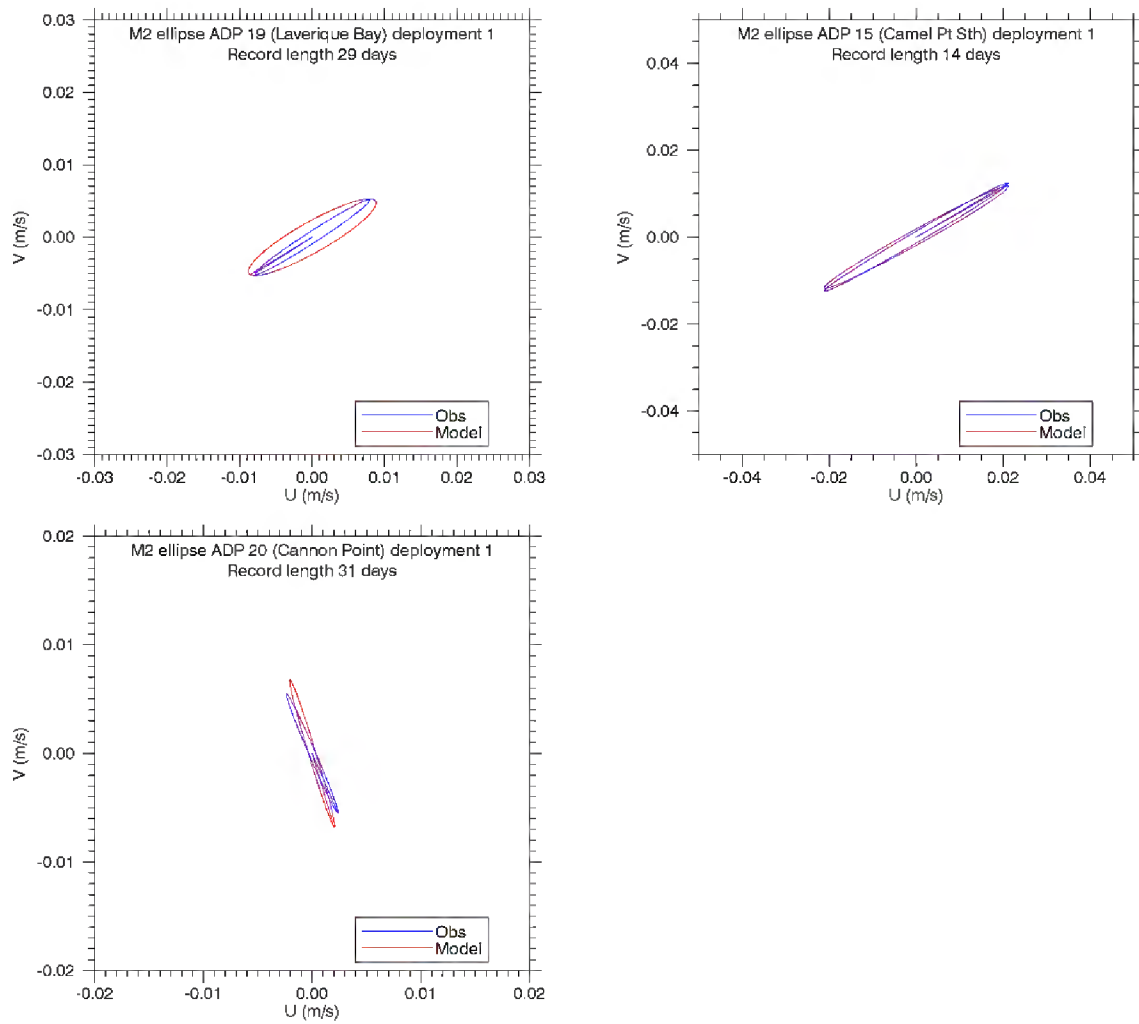 M2 ellipse ADP 19 (Laverique Bay) deployment 1
Record length 29 days
0.03
0.02
0.01
0.00
-0.01
-0.02
-0.03
V (m/s)
Obs
Model
-0.03 -0.02 -0.01 0.00 0.01 0.02 0.03
U (m/s)
M2 ellipse ADP 15 (Camel Pt Sth) deployment 1
Record length 14 days
0.04
0.02
0.00
-0.02
-0.04
V (m/s)
Obs
Model
-0.04 -0.02 0.00 0.02 0.04
U (m/s)
M2 ellipse ADP 20 (Cannon Point) deployment 1
Record length 31 days
0.02
0.01
0.00
-0.01
-0.02
V (m/s)
Obs
Model
-0.02 -0.01 0.00 0.01 0.02
U (m/s)